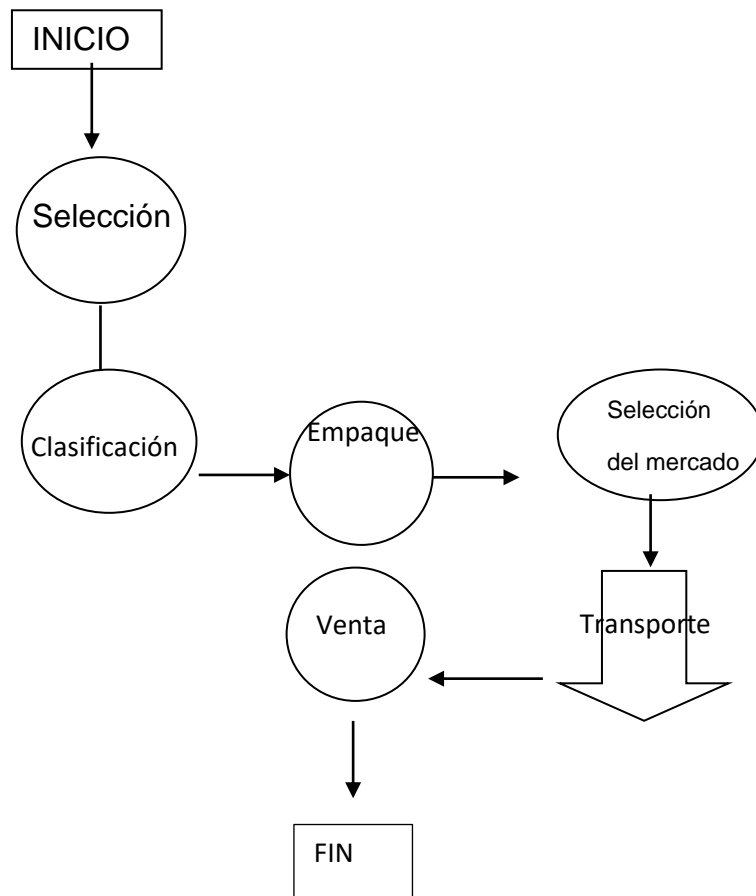 INICIO
Selección
Clasificación
Empaque
Selección
del mercado
Transporte
Venta
FIN